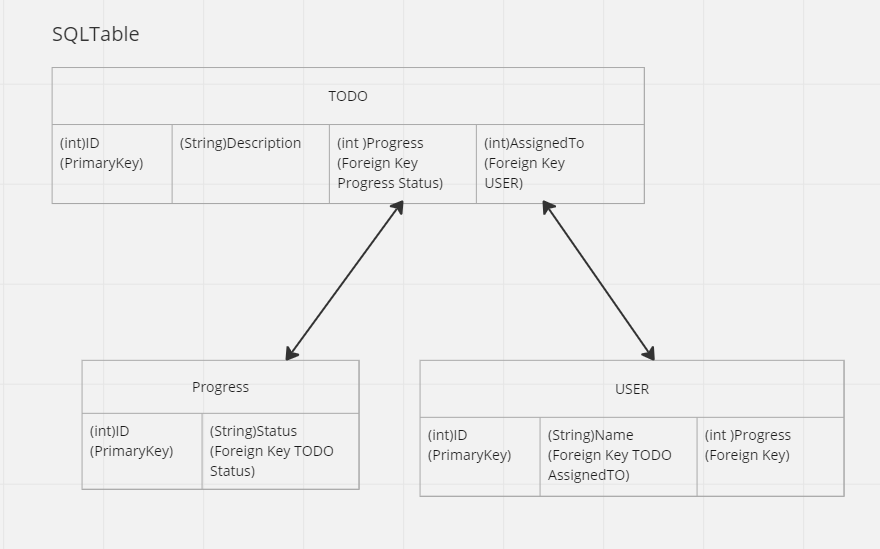 SQLTable
TODO
(int)ID
(PrimaryKey)
(String)Description
(int )Progress
(Foreign Key
Progress Status)
(int)AssignedTo
(Foreign Key
USER)
Progress
(int)ID
(PrimaryKey)
(String)Status
(Foreign Key TODO
Status)
USER
(int)ID
(PrimaryKey)
(String)Name
(Foreign Key TODO
AssignedTO)
(int )Progress
(Foreign Key)